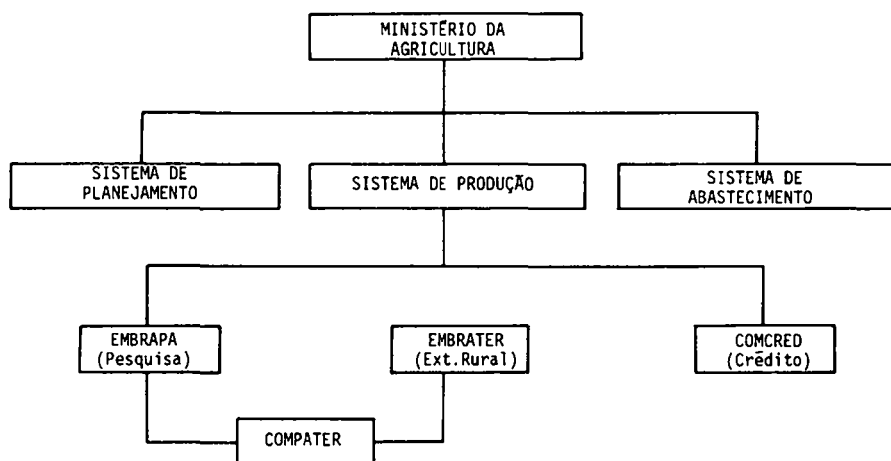 MINISTÉRIO DA
AGRICULTURA
SISTEMA DE
PLANEJAMENTO
SISTEMA DE PRODUÇÃO
SISTEMA DE
ABASTECIMENTO
EMBRAPA
(Pesquisa)
EMBRATER
(Ext.Rural)
COMCRED
(Crédito)
COMPATER